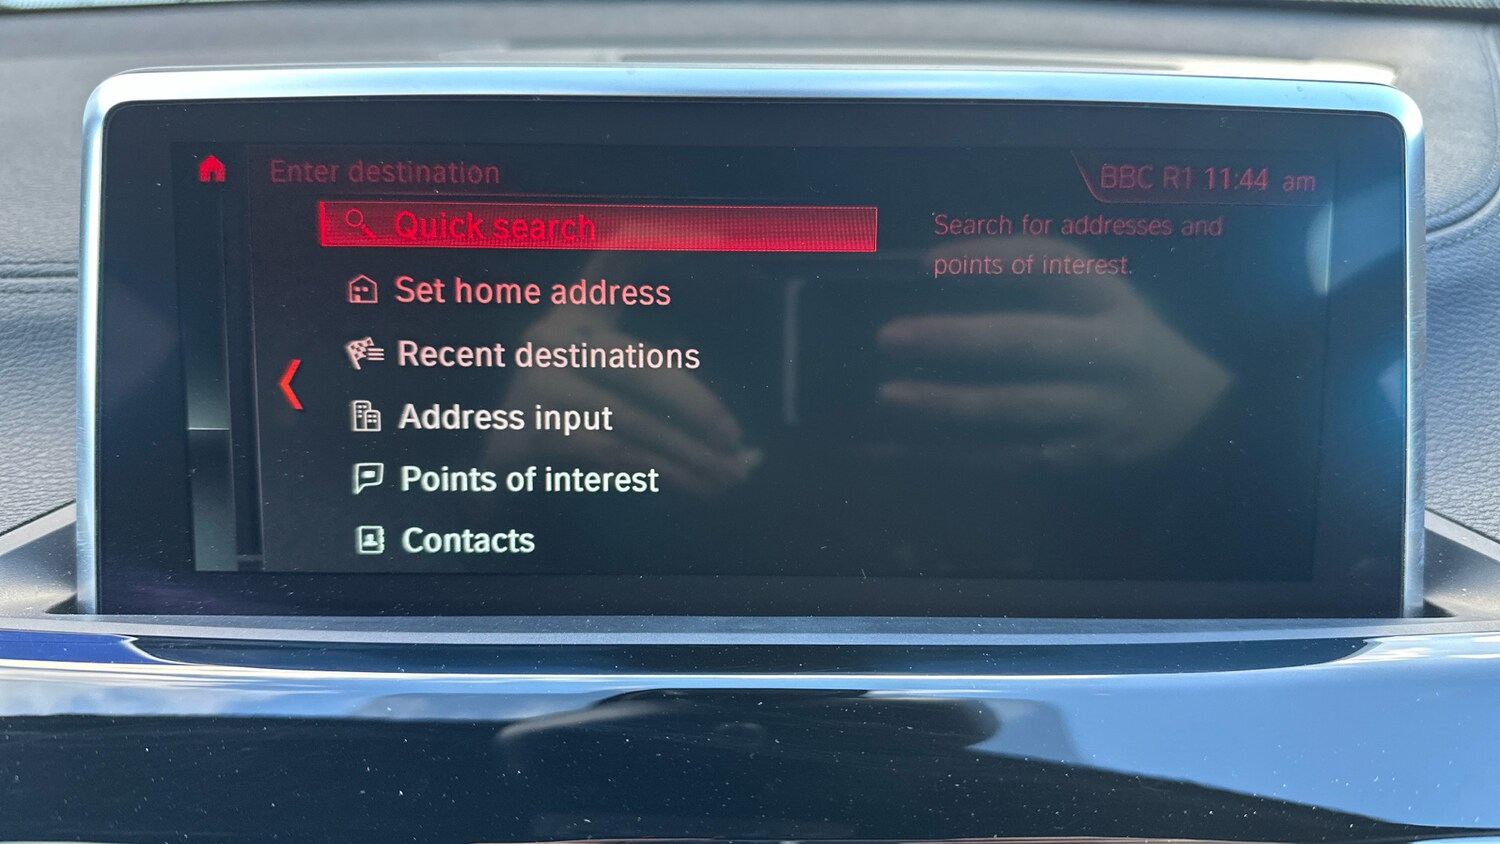 Enter destination
BBC R1 11:44 am
Quick search
Search for addresses and
points of interest.
Set home address
Recent destinations
Address input
Points of interest
Contacts